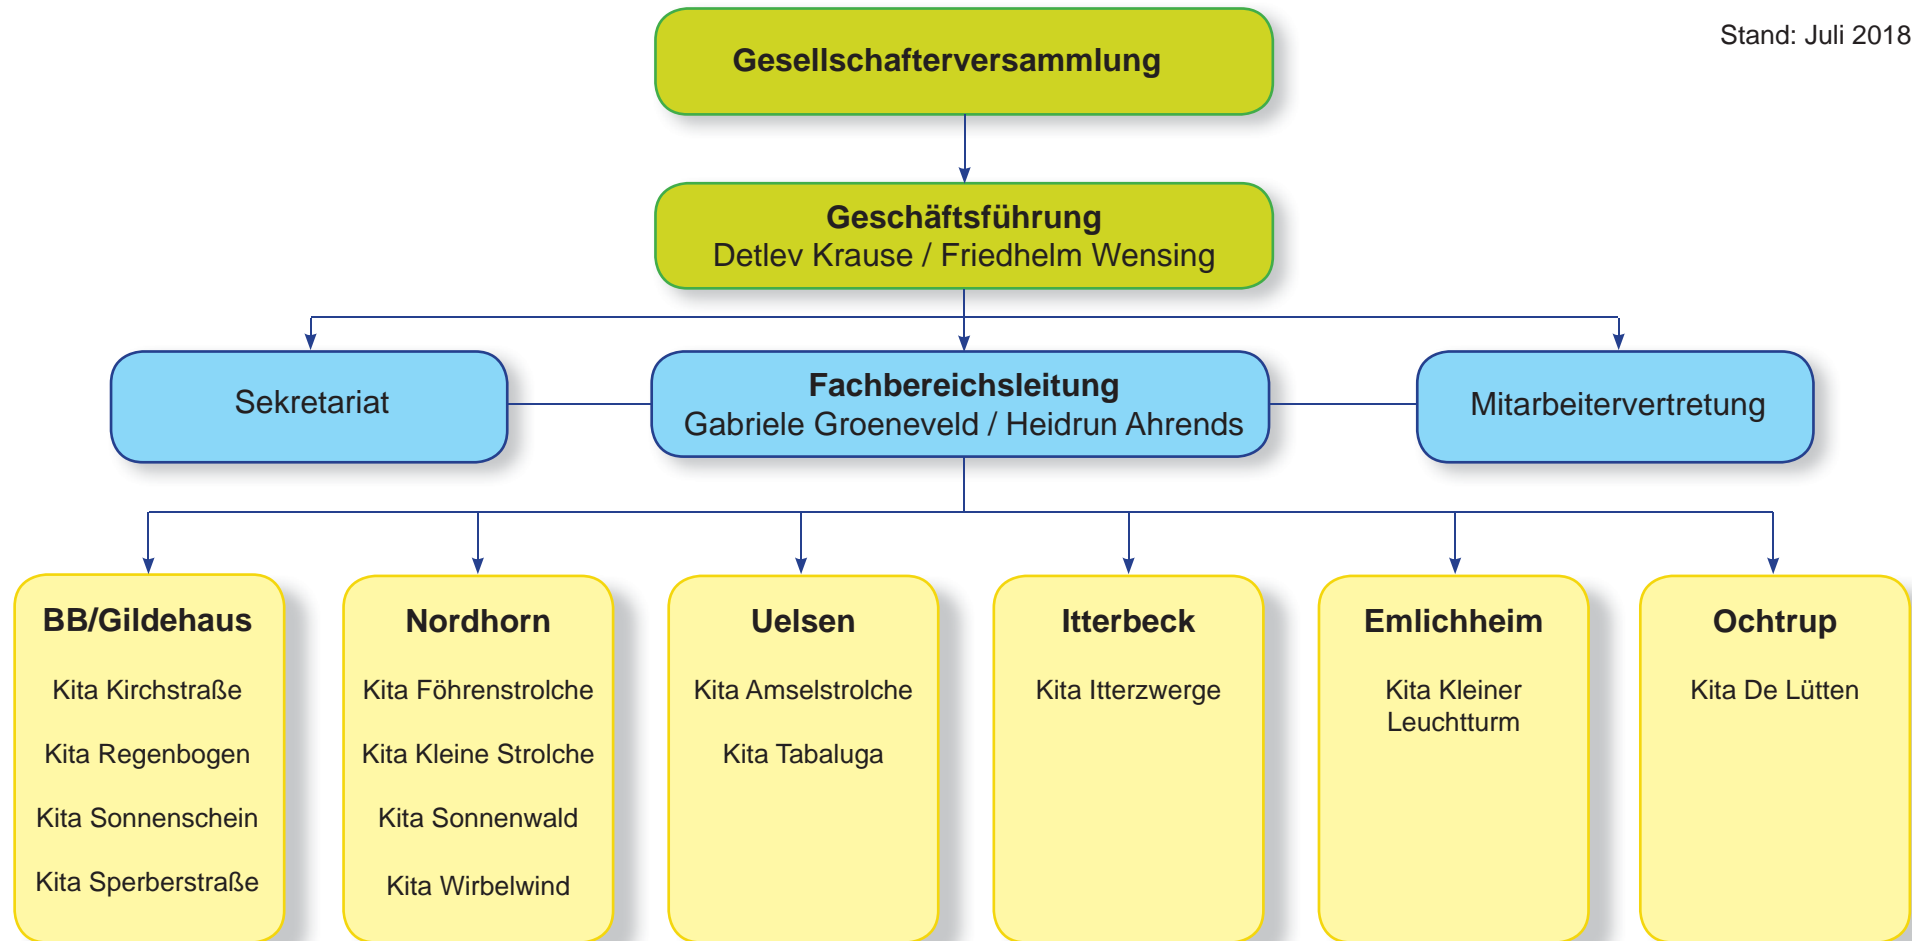 Stand: Juli 2018
Gesellschafterversammlung
Geschäftsführung
Detlev Krause / Friedhelm Wensing
Sekretariat
Fachbereichsleitung
Gabriele Groeneveld / Heidrun Ahrends
Mitarbeitervertretung
BB/Gildehaus
Kita Kirchstraße
Kita Regenbogen
Kita Sonnenschein
Kita Sperberstraße
Nordhorn
Kita Föhrenstrolche
Kita Kleine Strolche
Kita Sonnenwald
Kita Wirbelwind
Uelsen
Kita Amselstrolche
Kita Tabaluga
Itterbeck
Kita Itterzwerge
Emlichheim
Kita Kleiner
Leuchtturm
Ochtrup
Kita De Lütten